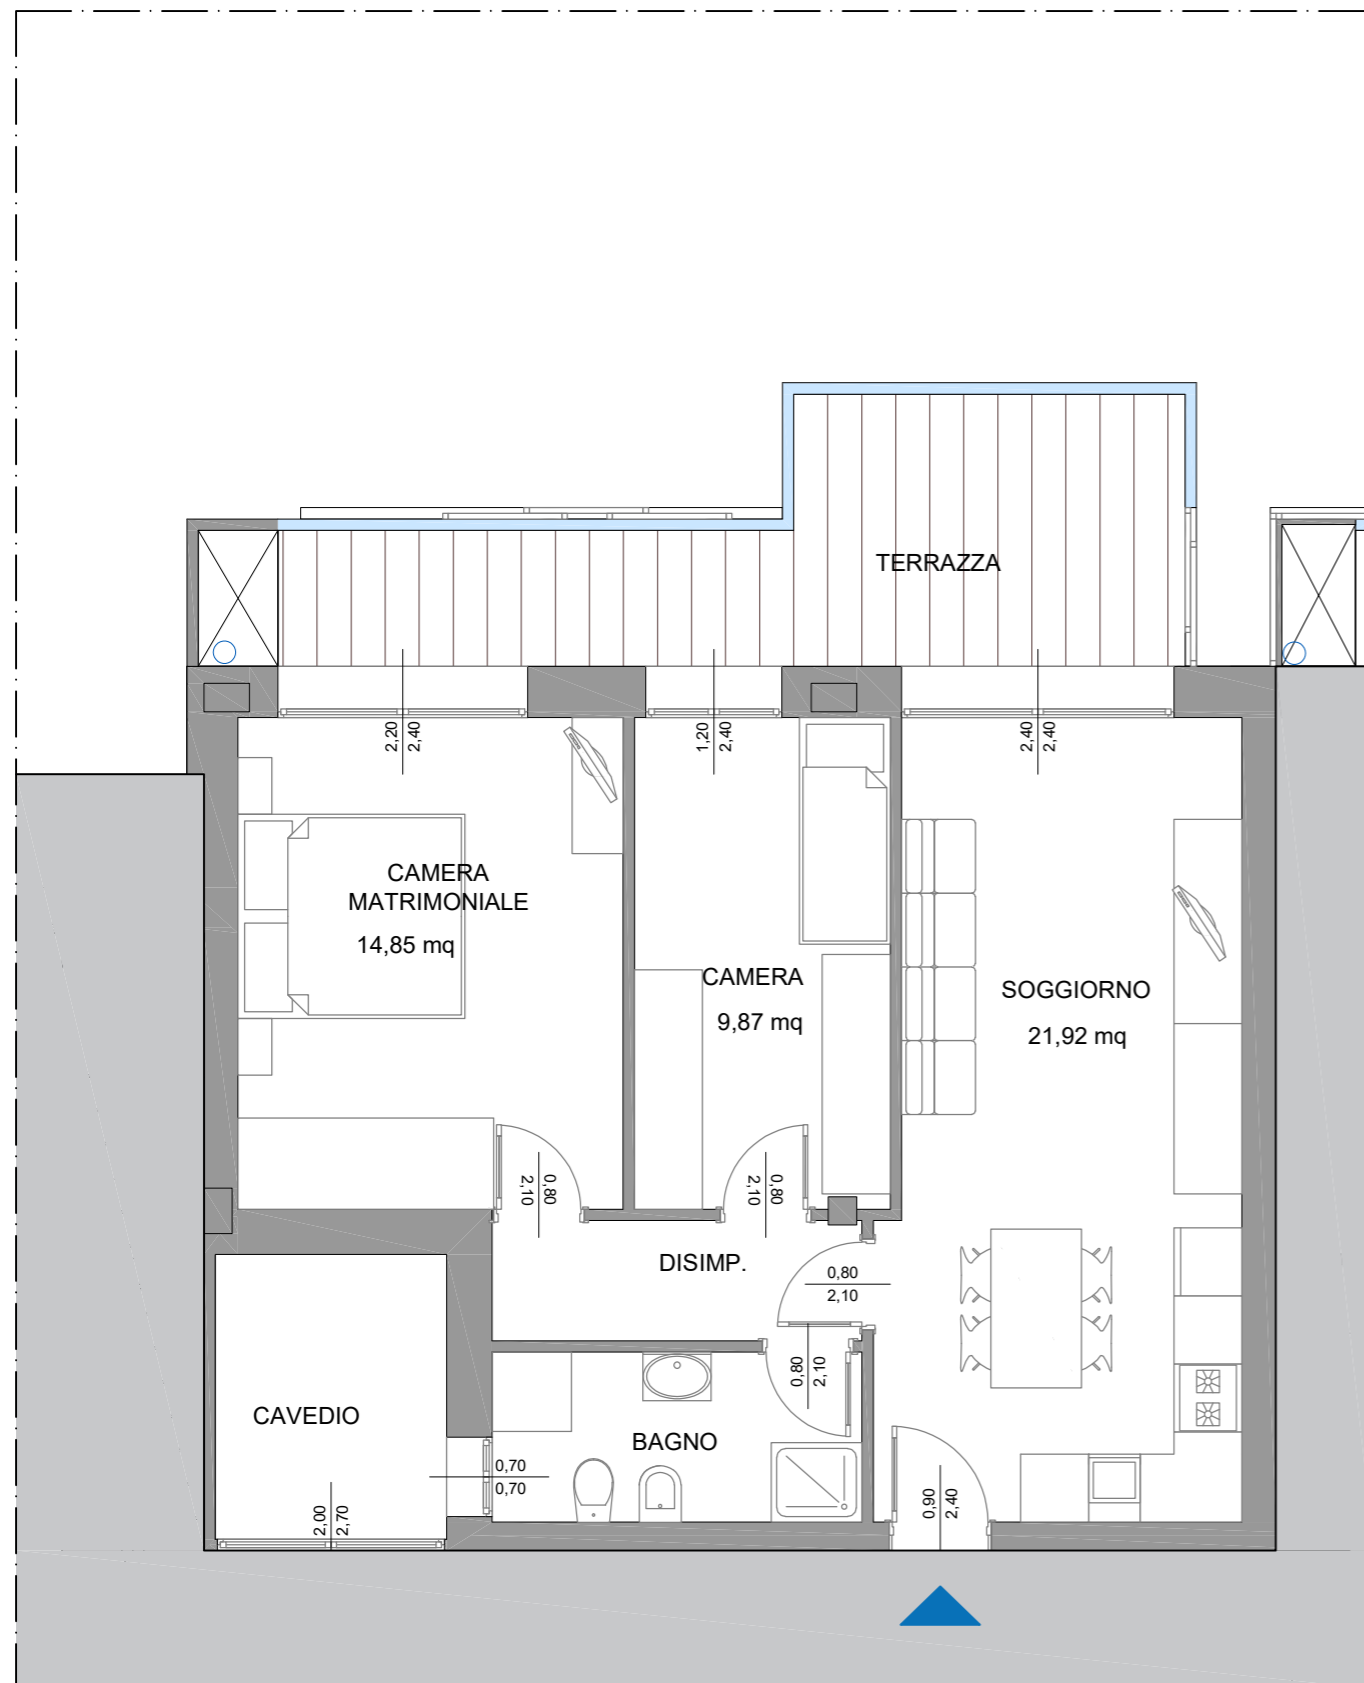 TERRAZZA
2,20
2,40
1,20
2,40
2,40
2,40
CAMERA
MATRIMONIALE
14,85 mq
CAMERA
9,87 mq
SOGGIORNO
21,92 mq
0,80
2,10
0,80
2,10
DISIMP.
0,80
2,10
0,80
2,10
CAVEDIO
BAGNO
0,70
0,70
2,00
2,70
0,90
2,40